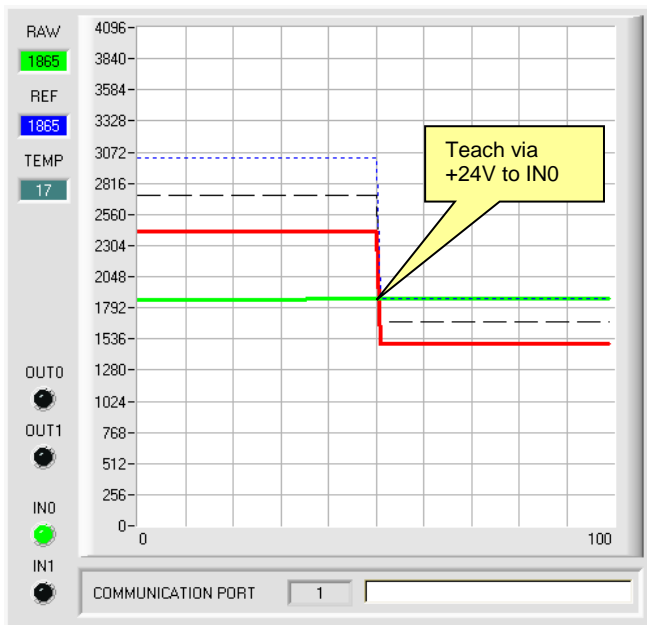 RAW
1865
REF
1865
TEMP
17
OUT0
OUT1
IN0
IN1
4096
3840
3584
3328
3072
2816
2560
2304
2048
1792
1536
1280
1024
768
512
256
0
0 100
Teach via
+24V to IN0
COMMUNICATION PORT 1